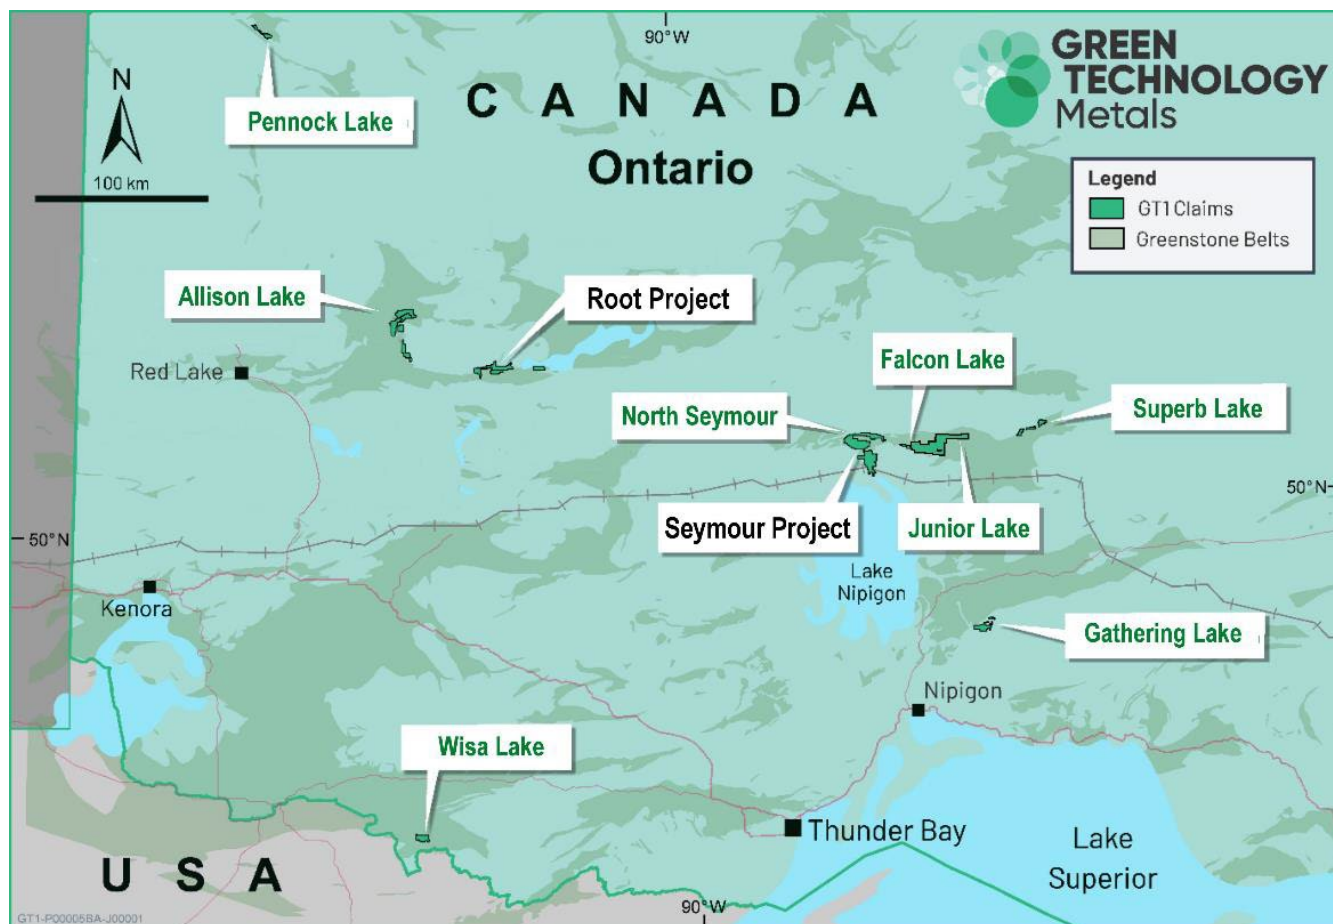 90°W
GREEN
TECHNOLOGY
Metals
N
CANADA
Pennock Lake
Ontario
100 km
Legend
GT1 Claims
Greenstone Belts
Allison Lake
Root Project
Red Lake
Falcon Lake
North Seymour
Superb Lake
50°N
Seymour Project
Junior Lake
50°N
Lake
Nipigon
Kenora
Gathering Lake
Nipigon
Wisa Lake
Thunder Bay
Lake
Superior
USA
90°W
GT1-P00005BA-J00001